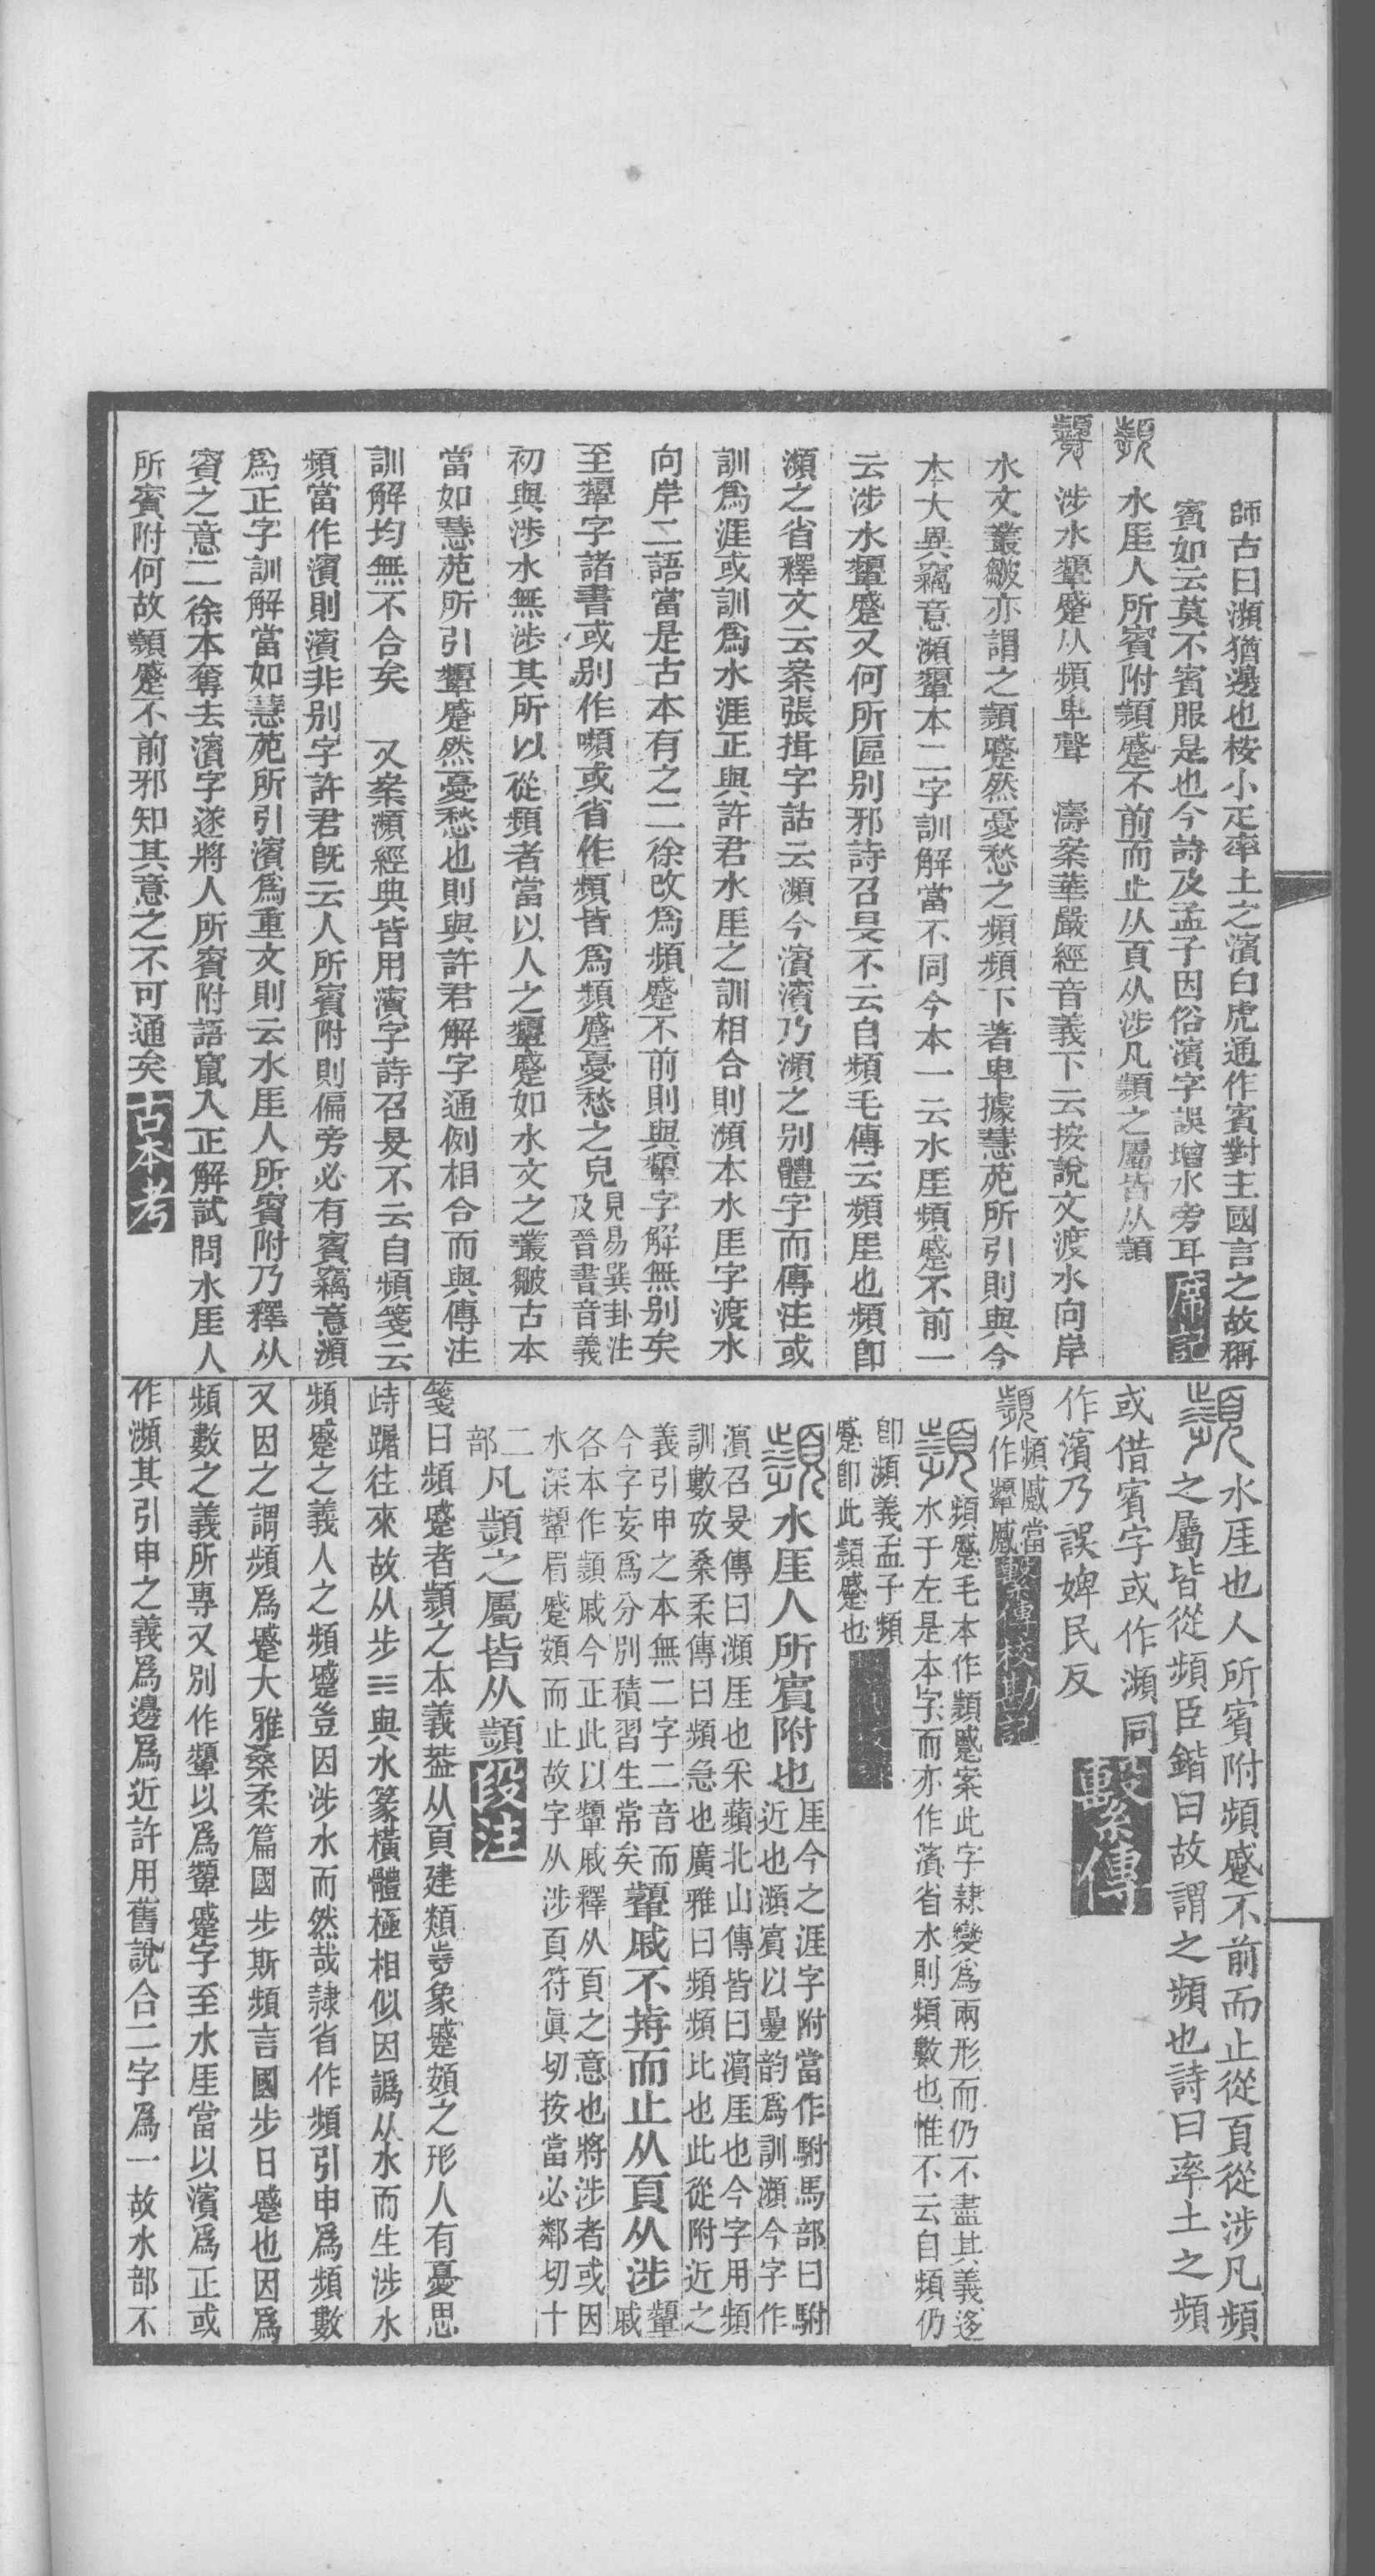 師古曰瀕猶邊也桉小疋率土之濱白虎通作賓對主國言之故稱
賓如云莫不賓服是也今詩及孟子因俗濱字誤增水旁耳席記
水厓人所賓附顰蹙不前而止从頁从涉凡瀕之屬皆从瀕
顰 涉水顰蹙从頻卑聲 濤案華嚴經音義下云按說文渡水向岸
水文叢皺亦謂之顰蹙然憂愁之頻頻下著卑據慧苑所引則與今
本大異竊意瀕顰本二字訓解當不同今本一云水厓頻蹙不前一
云涉水顰蹙又何所區別邪詩召旻不云自頻毛傳云頻厓也頻卽
瀕之省釋文云案張揖字詁云瀕今濱濱乃瀕之别體字而傳注或
訓爲涯或訓爲水涯正與許君水厓之訓相合則瀕本水厓字渡水
向岸二語當是古本有之二徐改爲頻蹙不前則與顰字解無别矣
至顰字諸書或别作嚬或省作頻皆爲頻蹙憂愁之皃見易巽卦注
及晉書音義
初與涉水無涉其所以從頻者當以人之顰蹙如水文之叢皺古本
當如慧苑所引顰蹙然憂愁也則與許君解字通例相合而與傳注
訓解均無不合矣 又案瀕經典皆用濱字詩召旻不云自頻箋云
頻當作濱則濱非别字許君旣云人所賓附則偏旁必有賓竊意瀕
爲正字訓解當如慧苑所引濱爲重文則云水厓人所賓附乃釋从
賓之意二徐本奪去濱字遂將人所賓附語竄入正解試問水厓人
所賓附何故顰蹙不前邪知其意之不可通矣古本考
水厓也人所賓附頻蹙不前而止從頁從涉凡頻
之屬皆從頻臣鍇曰故謂之頻也詩曰率土之頻
或借賓字或作瀕同
作濱乃誤婢民反繫傳
頻蹙當
作顰蹙繫傳校勘記
頻蹙毛本作顰蹙案此字隸變爲兩形而仍不盡其義迻
水于左是本字而亦作濱省水則頻數也惟不云自頻仍
卽瀕義孟子頻
蹙卽此顰蹙也
水厓人所賓附也厓今之涯字附當作駙馬部曰駙
近也瀕賓以曡韵爲訓瀕今字作
濵召旻傳曰瀕厓也采蘋北山傳皆曰濵厓也今字用頻
訓數攷桑柔傳曰頻急也廣雅曰頻頻比也此從附近之
義引申之本無二字二音而
今字妄爲分别積習生常矣顰戚不歬而止从頁从涉顰戚
各本作顰戚今正此以顰戚釋从頁之意也將涉者或因
水深顰眉蹙頞而止故字从涉頁符眞切按當必鄰切十
二
部凡頻之屬皆从頻段注
箋曰頻蹙者顰之本義葢从頁建類象蹙頞之形人有憂思
峙踞往來故从步☵與水篆橫體極相似因譌从水而生涉水
頻蹙之義人之頻蹙豈因涉水而然哉隸省作頻引申爲頻數
又因之謂頻爲蹙大雅桑柔篇國步斯頻言國步日蹙也因爲
頻數之義所專又别作顰以爲顰蹙字至水厓當以濱爲正或
作瀕其引申之義爲邊爲近許用舊說合二字爲一故水部不